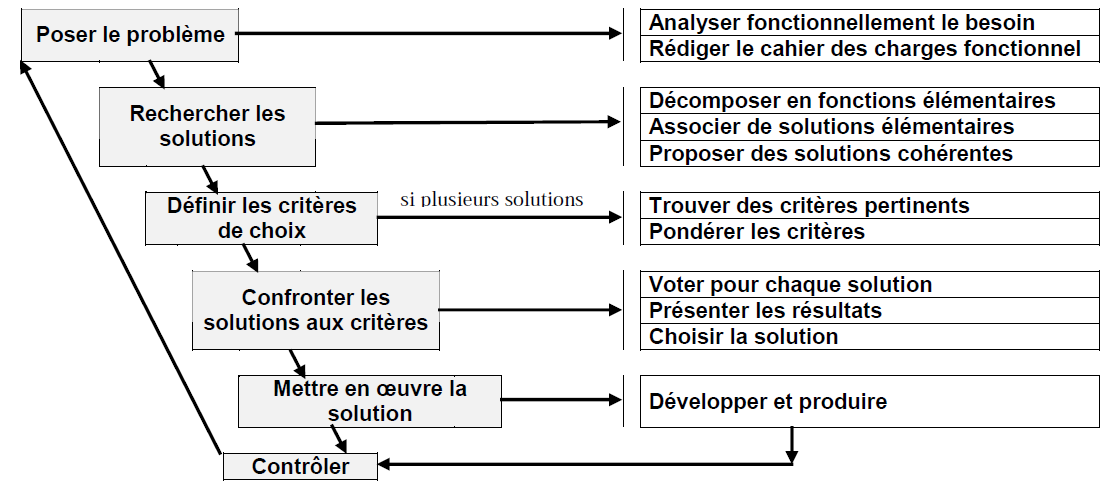 Poser le problème
Analyser fonctionnellement le besoin
Rédiger le cahier des charges fonctionnel
Rechercher les
solutions
Décomposer en fonctions élémentaires
Associer de solutions élémentaires
Proposer des solutions cohérentes
Définir les critères
de choix
si plusieurs solutions
Trouver des critères pertinents
Pondérer les critères
Confronter les
solutions aux critères
Voter pour chaque solution
Présenter les résultats
Choisir la solution
Mettre en œuvre la
solution
Développer et produire
Contrôler